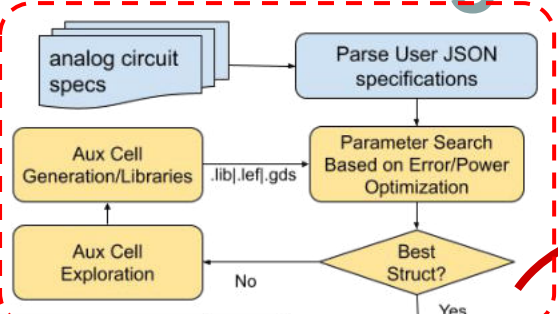 analog circuit
specs
Parse User JSON
specifications
Aux Cell
Generation/Libraries
.lib|.lef|.gds
Parameter Search
Based on Error/Power
Optimization
Aux Cell
Exploration
No
Best
Struct?
Yes